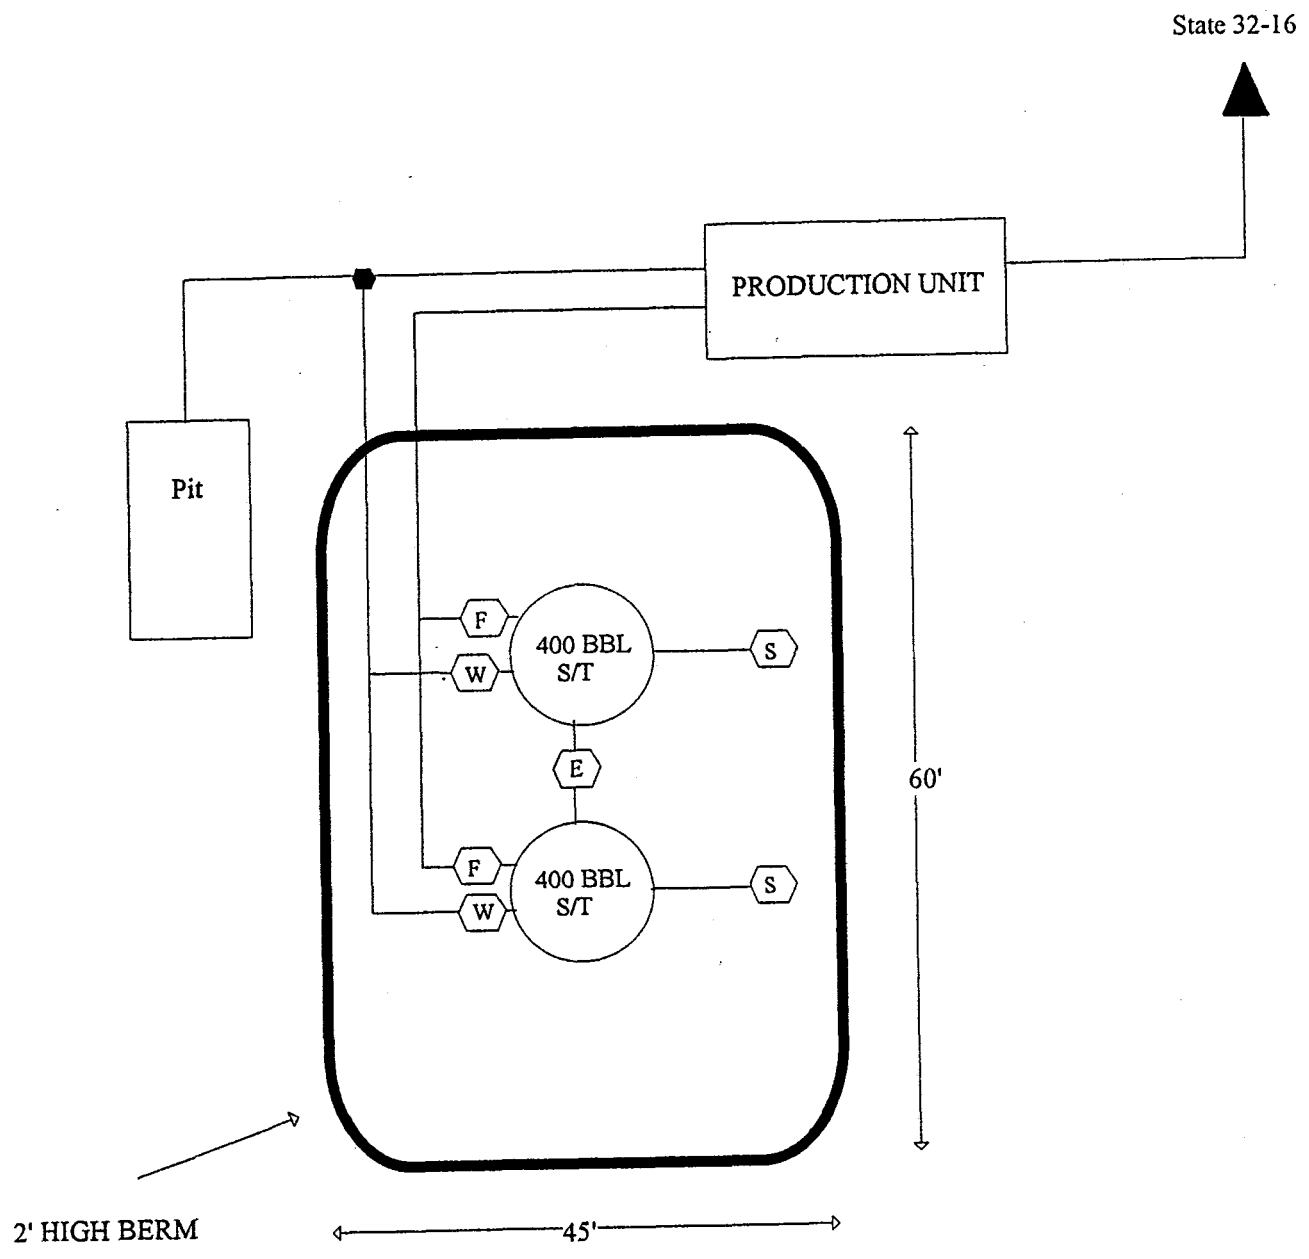 State 32-16
PRODUCTION UNIT
Pit
F
400 BBL
S/T
S
W
E
60'
F
400 BBL
S/T
S
W
2' HIGH BERM
45'